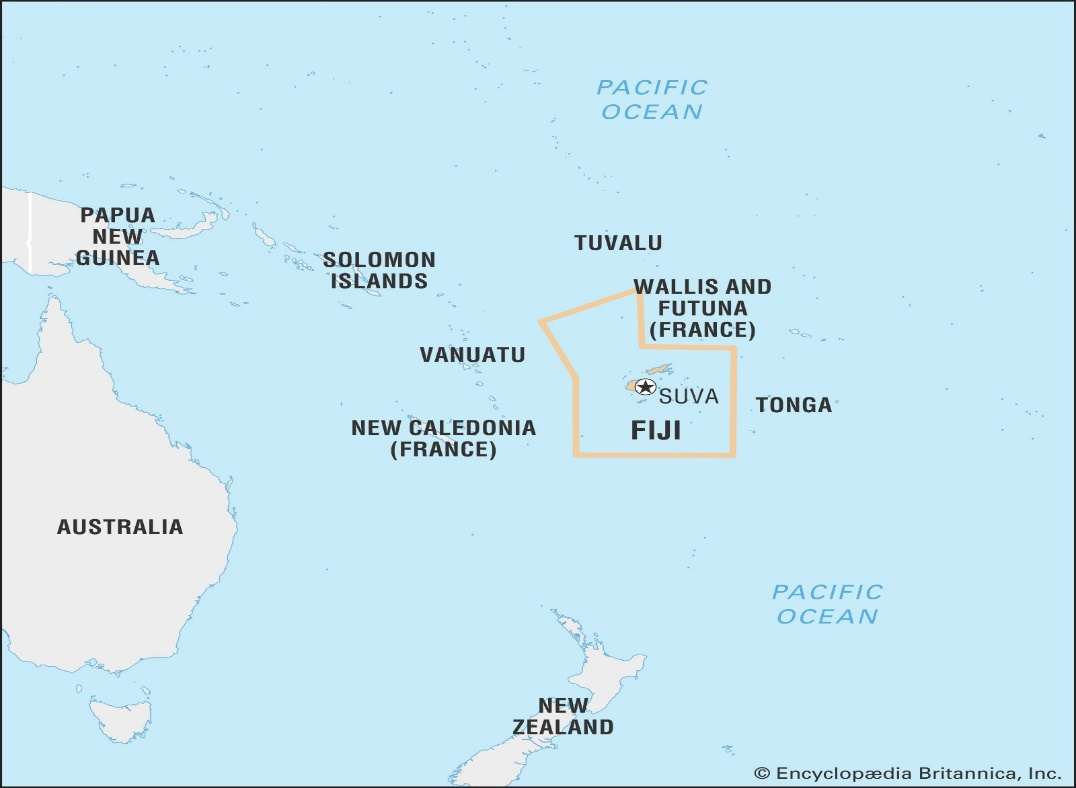 PACIFIC
OCEAN
PAPUA
NEW
GUINEA
SOLOMON
ISLANDS
TUVALU
WALLIS AND
FUTUNA
(FRANCE)
VANUATU
SUVA
TONGA
FIJI
NEW CALEDONIA
(FRANCE)
AUSTRALIA
PACIFIC
OCEAN
NEW
ZEALAND
© Encyclopædia Britannica, Inc.